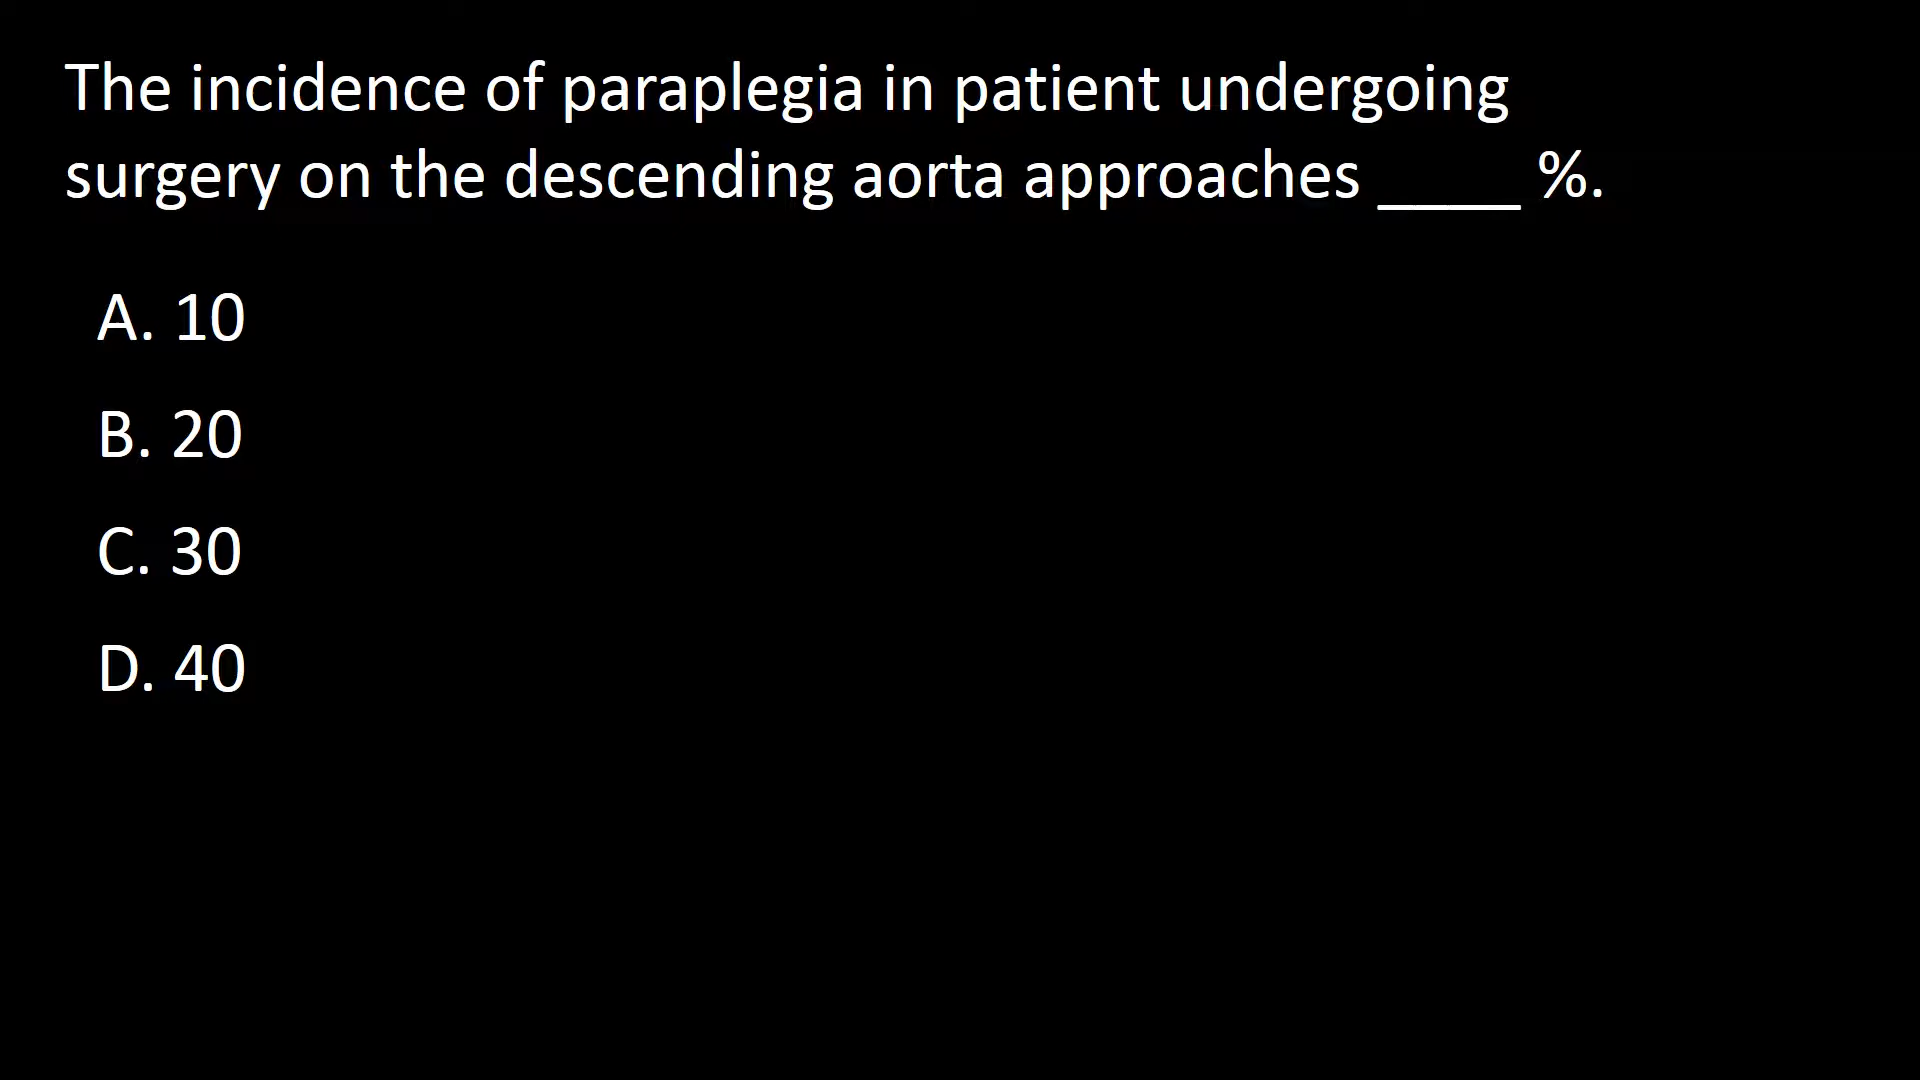 The incidence of paraplegia in patient undergoing
surgery on the descending aorta approaches ____ %.
A. 10
B. 20
C. 30
D. 40